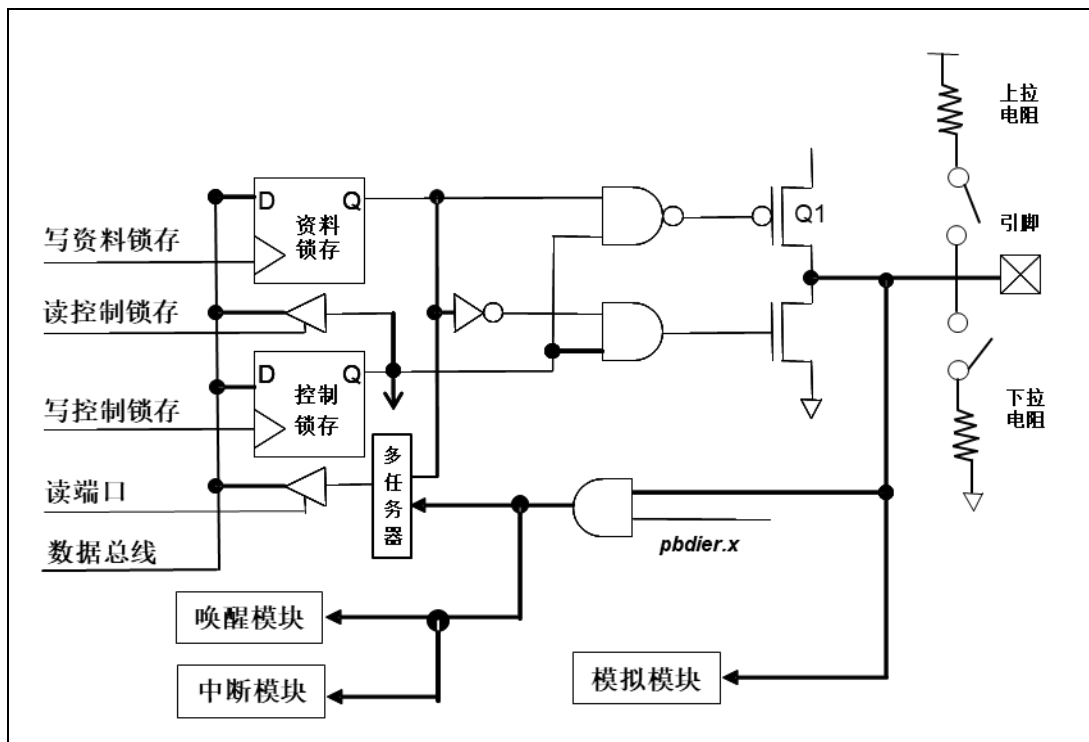 上拉
电阻
D
Q
资料
锁存
Q1
引脚
写资料锁存
读控制锁存
D
Q
控制
锁存
写控制锁存
下拉
电阻
多
任
务
器
读端口
数据总线
pbdier.x
唤醒模块
中断模块
模拟模块